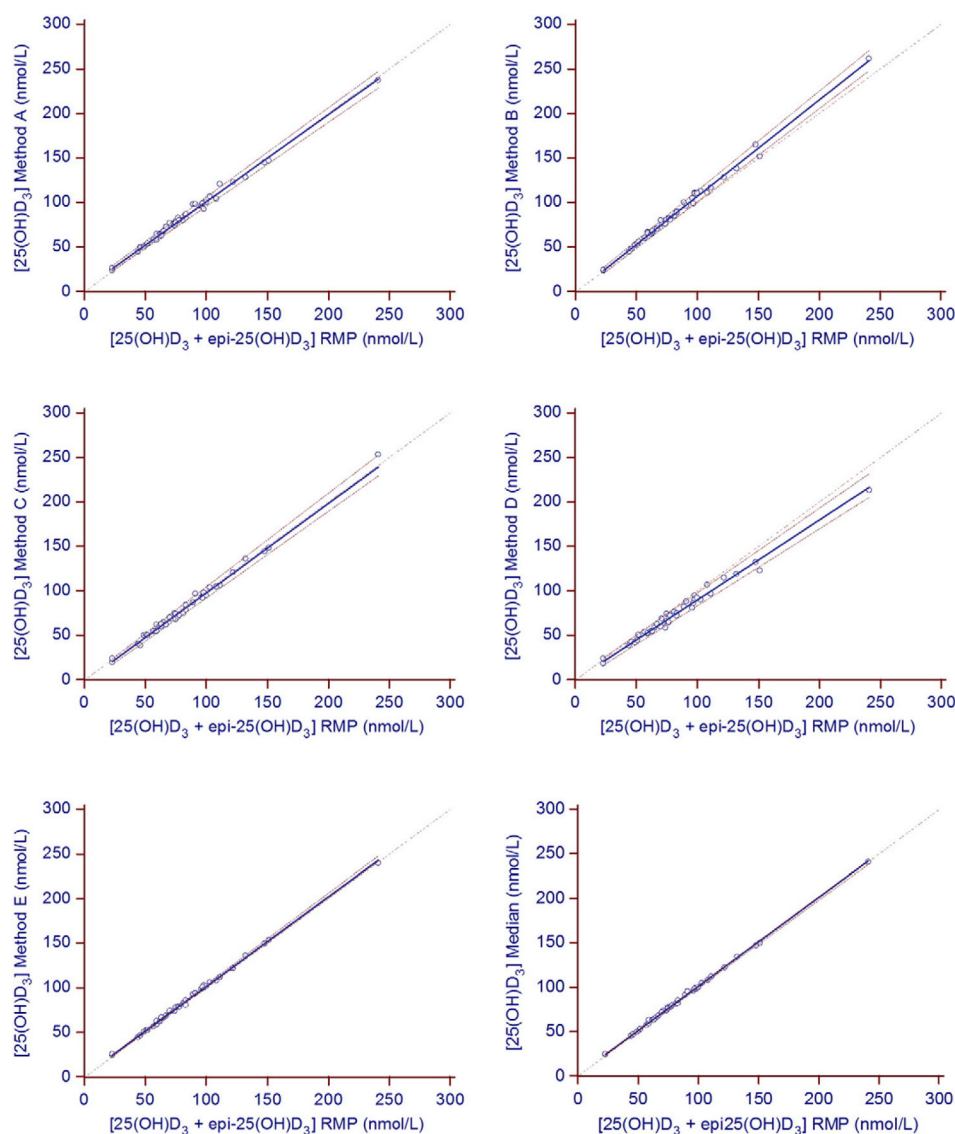 300
250
200
150
100
50
0
[25(OH)D₃] Method A (nmol/L)
0 50 100 150 200 250 300
[25(OH)D₃ + epi-25(OH)D₃] RMP (nmol/L)
300
250
200
150
100
50
0
[25(OH)D₃] Method B (nmol/L)
0 50 100 150 200 250 300
[25(OH)D₃ + epi-25(OH)D₃] RMP (nmol/L)
300
250
200
150
100
50
0
[25(OH)D₃] Method C (nmol/L)
0 50 100 150 200 250 300
[25(OH)D₃ + epi-25(OH)D₃] RMP (nmol/L)
300
250
200
150
100
50
0
[25(OH)D₃] Method D (nmol/L)
0 50 100 150 200 250 300
[25(OH)D₃ + epi-25(OH)D₃] RMP (nmol/L)
300
250
200
150
100
50
0
[25(OH)D₃] Method E (nmol/L)
0 50 100 150 200 250 300
[25(OH)D₃ + epi-25(OH)D₃] RMP (nmol/L)
300
250
200
150
100
50
0
[25(OH)D₃] Median (nmol/L)
0 50 100 150 200 250 300
[25(OH)D₃ + epi25(OH)D₃] RMP (nmol/L)